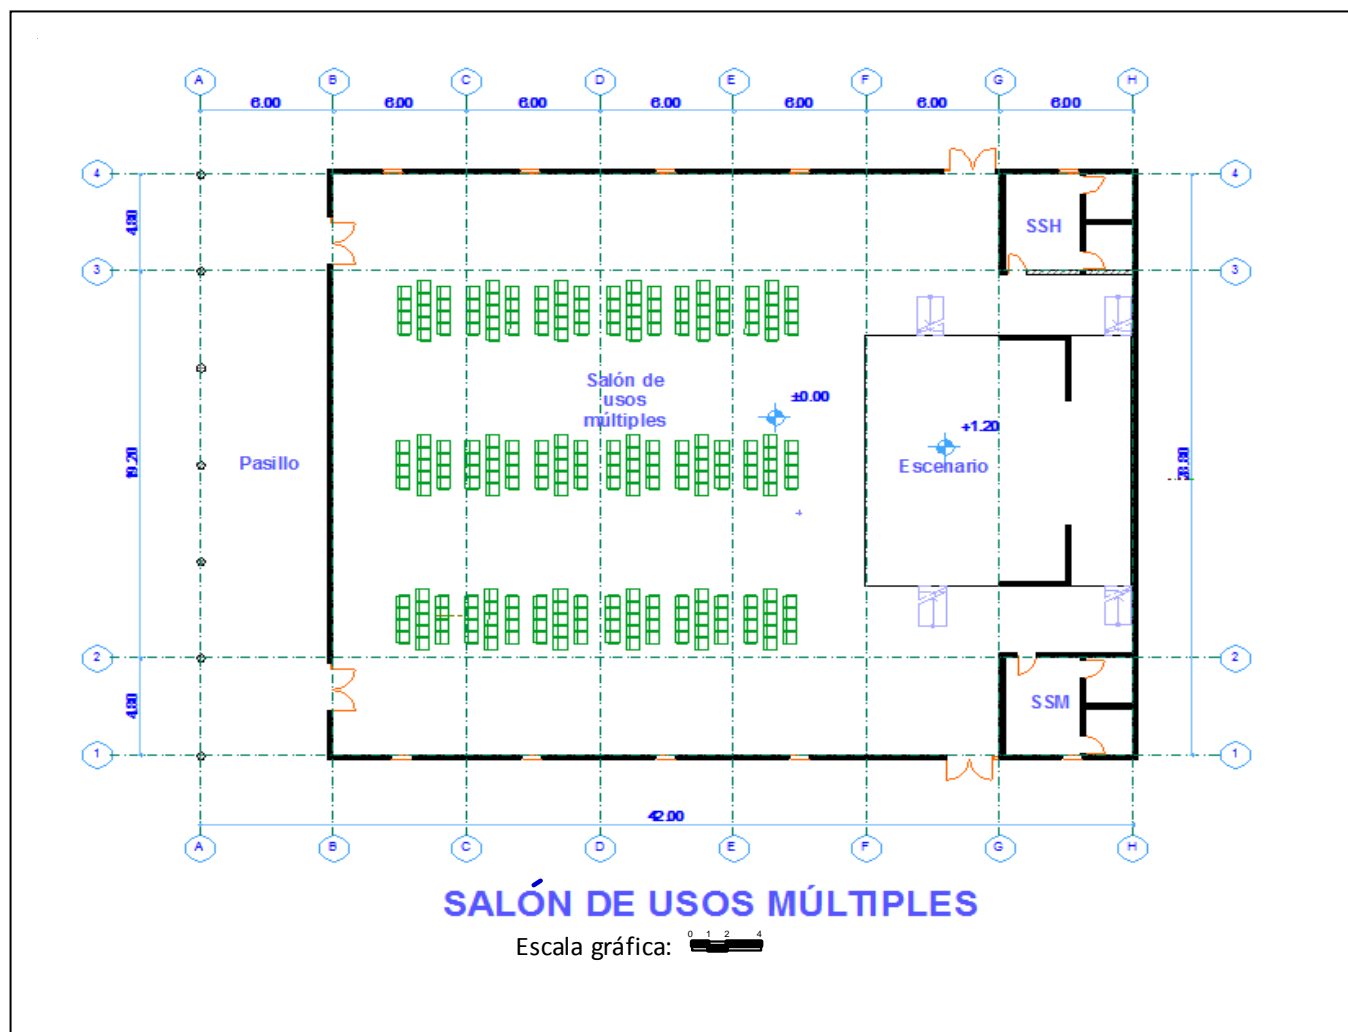 A B C D E F G H
6.00 6.00 6.00 6.00 6.00 6.00 6.00
4 4
4.80
SSH
3 3
Salón de
usos
múltiples
±0.00
+1.20
Pasillo
Escenario
19.20
28.80
2 2
4.80
SSM
1 1
42.00
A B C D E F G H
SALÓN DE USOS MÚLTIPLES
Escala gráfica: 0 1 2 4